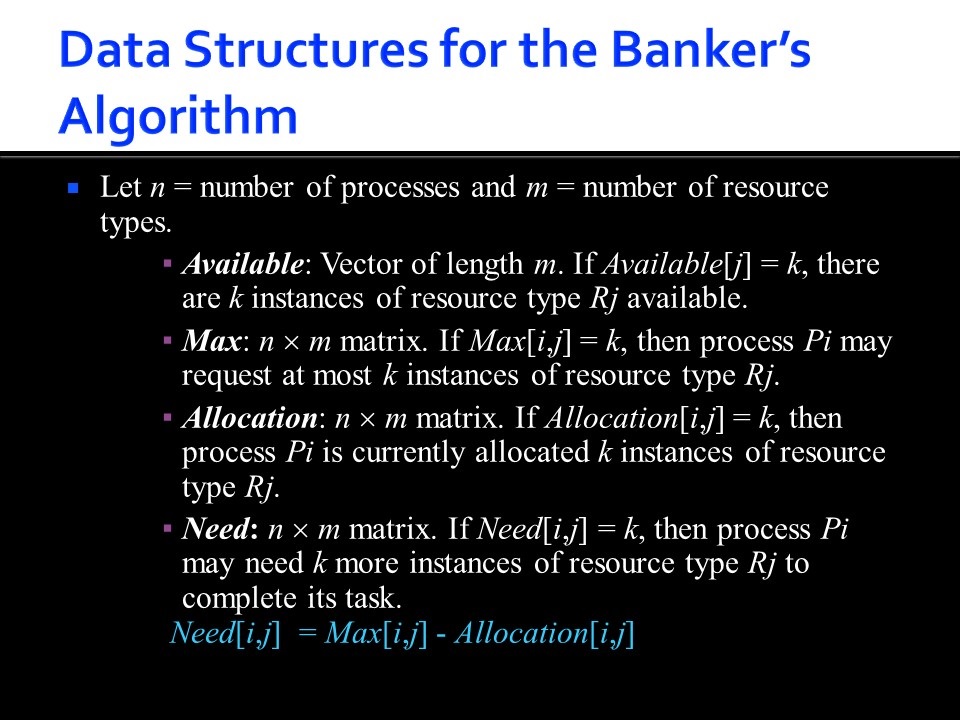 Data Structures for the Banker’s
Algorithm
▪ Let n = number of processes and m = number of resource
types.
▪ Available: Vector of length m. If Available[j] = k, there
are k instances of resource type Rj available.
▪ Max: n × m matrix. If Max[i,j] = k, then process Pi may
request at most k instances of resource type Rj.
▪ Allocation: n × m matrix. If Allocation[i,j] = k, then
process Pi is currently allocated k instances of resource
type Rj.
▪ Need: n × m matrix. If Need[i,j] = k, then process Pi
may need k more instances of resource type Rj to
complete its task.
Need[i,j] = Max[i,j] - Allocation[i,j]